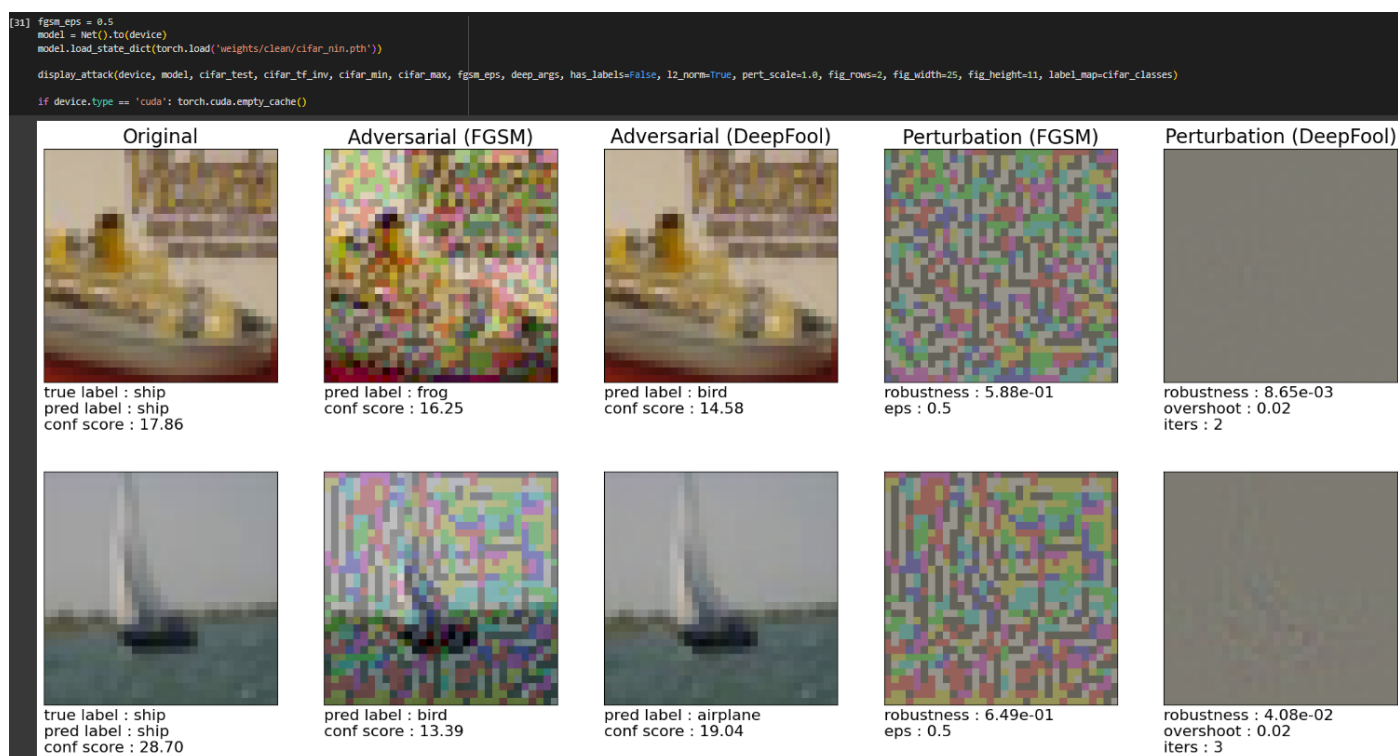 [31] fgsm_eps = 0.5
model = Net().to(device)
model.load_state_dict(torch.load('weights/clean/cifar_nin.pth'))
display_attack(device, model, cifar_test, cifar_tf_inv, cifar_min, cifar_max, fgsm_eps, deep_args, has_labels=False, l2_norm=True, pert_scale=1.0, fig_rows=2, fig_width=25, fig_height=11, label_map=cifar_classes)
if device.type == 'cuda': torch.cuda.empty_cache()
Original Adversarial (FGSM) Adversarial (DeepFool) Perturbation (FGSM) Perturbation (DeepFool)
true label : ship
pred label : ship
conf score : 17.86
pred label : frog
conf score : 16.25
pred label : bird
conf score : 14.58
robustness : 5.88e-01
eps : 0.5
robustness : 8.65e-03
overshoot : 0.02
iters : 2
true label : ship
pred label : ship
conf score : 28.70
pred label : bird
conf score : 13.39
pred label : airplane
conf score : 19.04
robustness : 6.49e-01
eps : 0.5
robustness : 4.08e-02
overshoot : 0.02
iters : 3